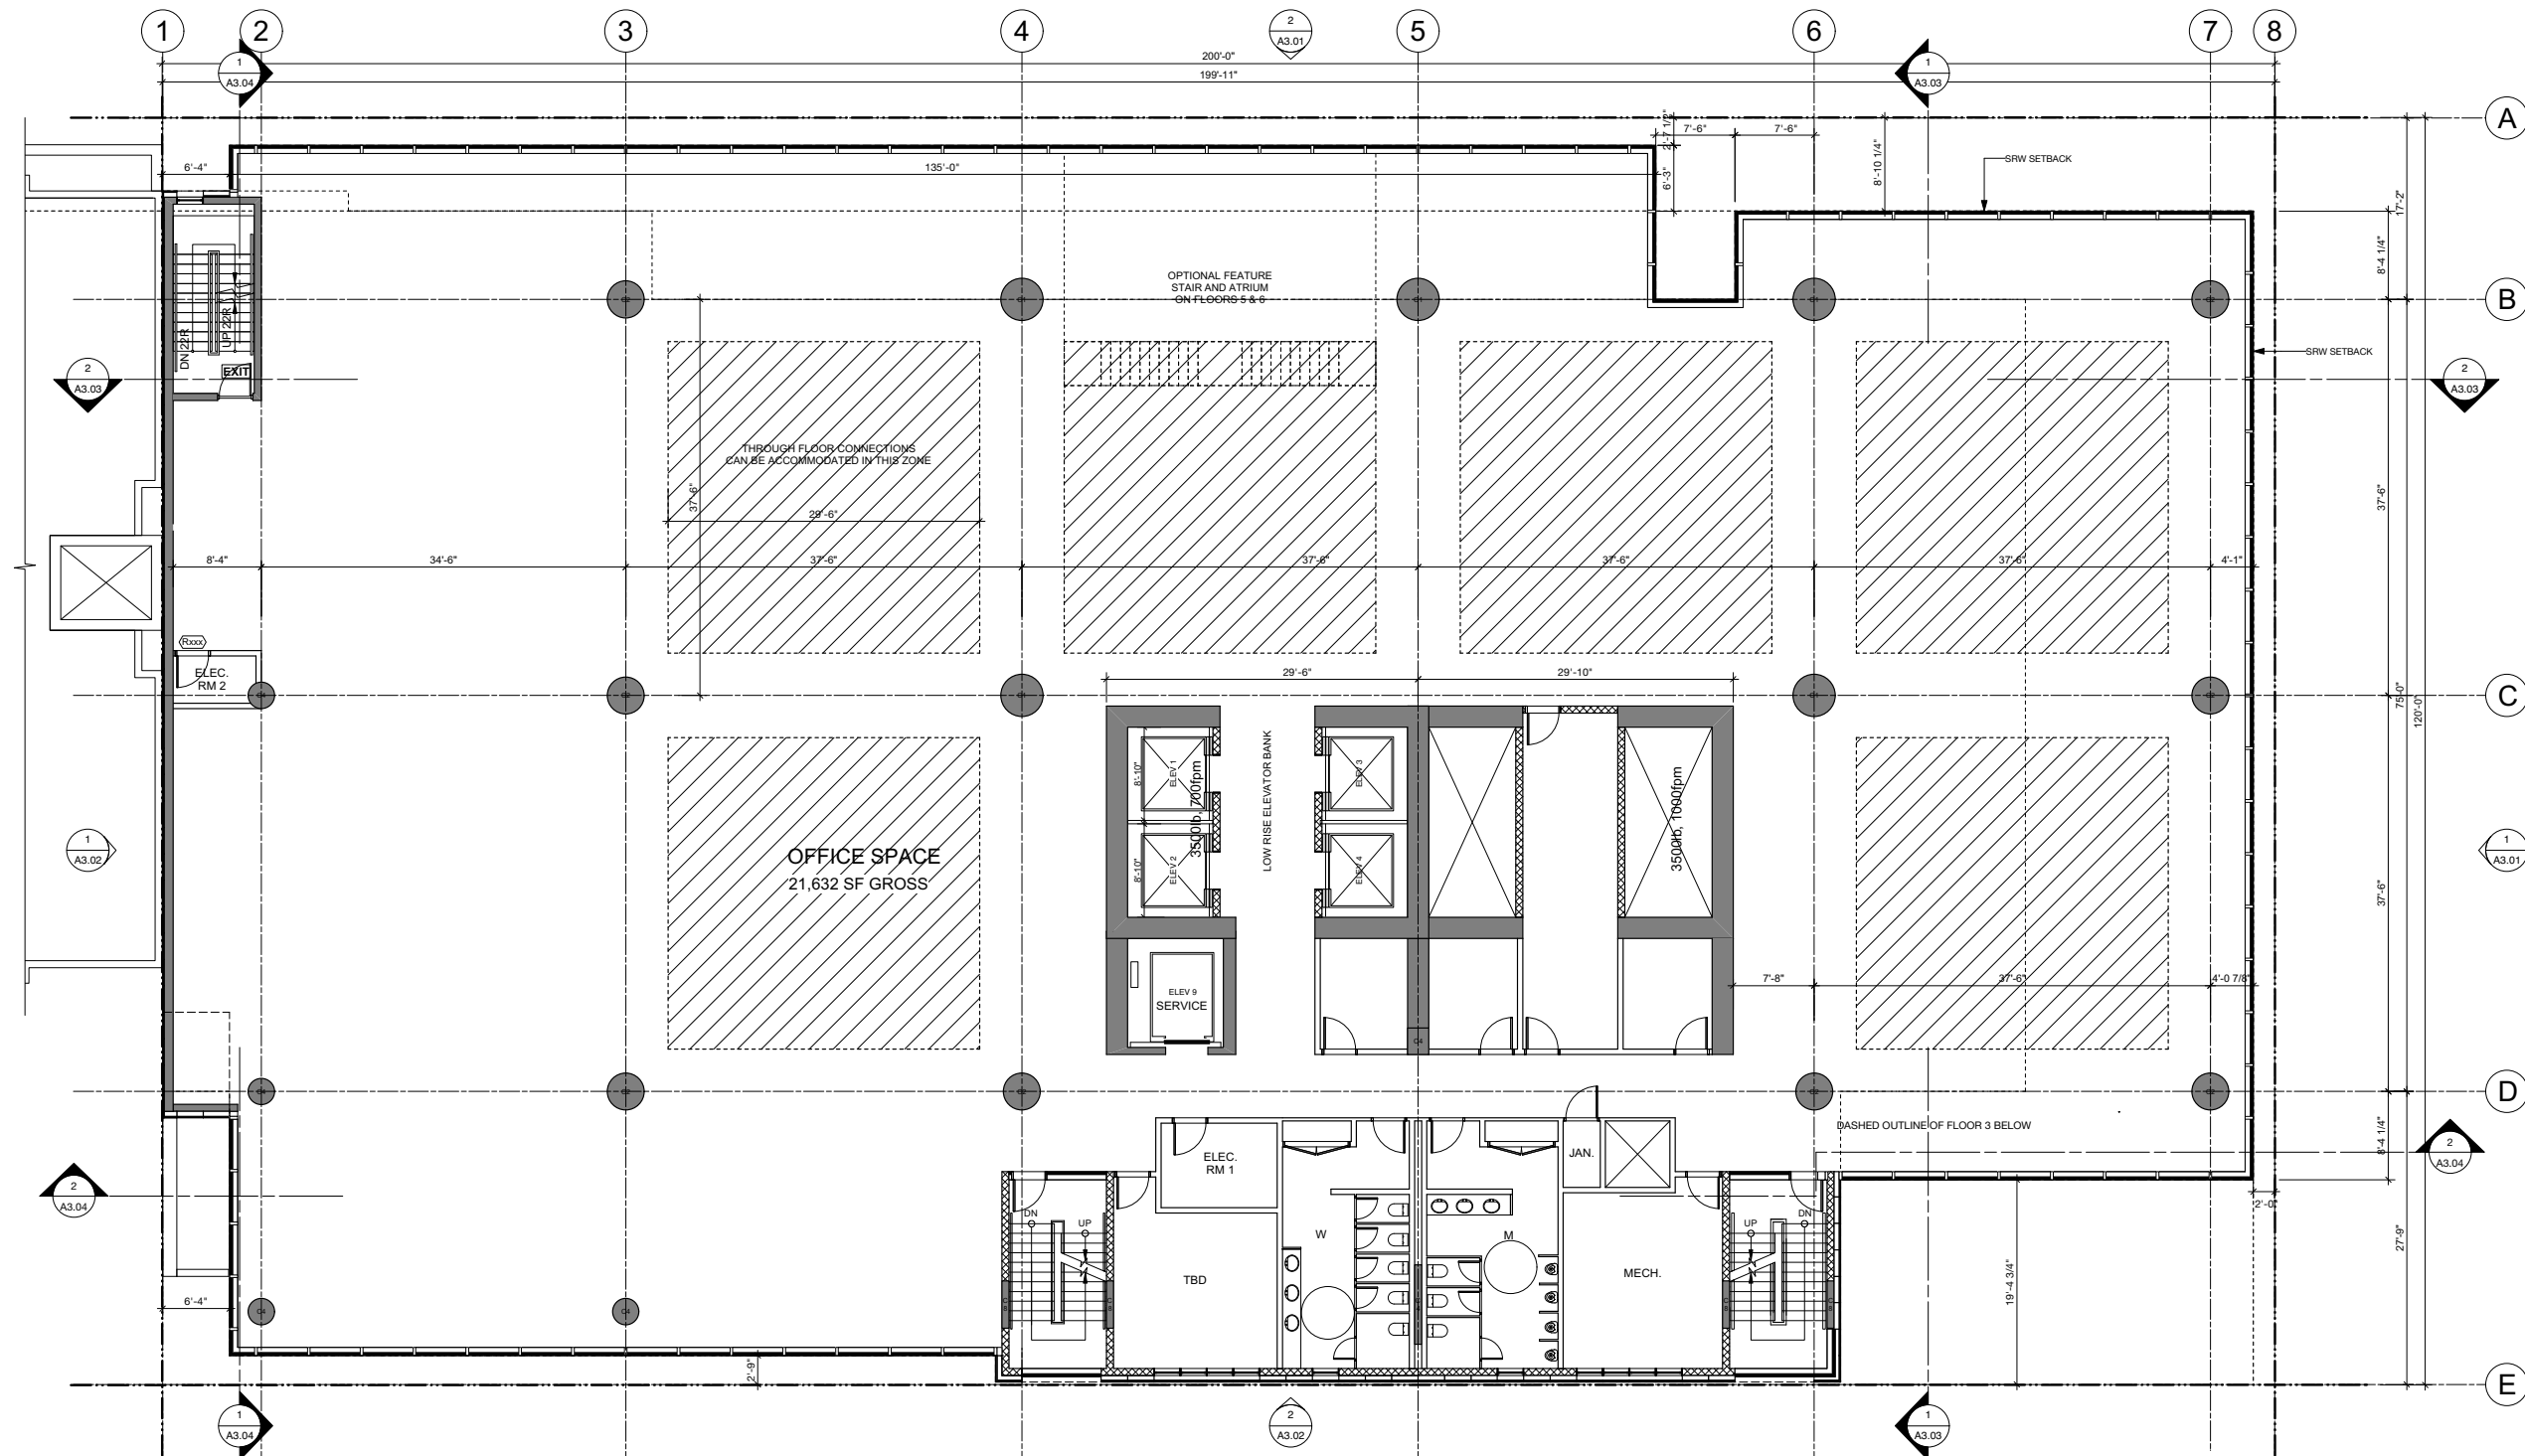 1 2 3 4 5 6 7 8
2
A3.01
200'-0"
199'-11"
1
A3.04
1
A3.03
A
6'-4"
135'-0"
2'-7 1/2"
7'-6"
7'-6"
6'-3"
8'-10 1/4"
SRW SETBACK
17'-2"
8'-4 1/4"
OPTIONAL FEATURE
STAIR AND ATRIUM
ON FLOORS 5 & 6
B
DN 22R
UP 22R
EXIT
2
A3.03
SRW SETBACK
2
A3.03
THROUGH FLOOR CONNECTIONS
CAN BE ACCOMMODATED IN THIS ZONE
37'-6"
29'-6"
37'-6"
8'-4"
34'-6"
37'-6"
37'-6"
37'-6"
37'-6"
4'-1"
Rxxx
ELEC.
RM 2
29'-6"
29'-10"
C
75'-0"
120'-0"
ELEV 1
ELEV 2
8'-10"
8'-10"
3500lb, 700fpm
LOW RISE ELEVATOR BANK
ELEV 3
ELEV 4
3500lb, 1000fpm
1
A3.02
OFFICE SPACE
21,632 SF GROSS
1
A3.01
37'-6"
ELEV 9
SERVICE
7'-8"
37'-6"
4'-0 7/8"
C4
D
DASHED OUTLINE OF FLOOR 3 BELOW
8'-4 1/4"
2
A3.04
2
A3.04
ELEC.
RM 1
JAN.
2'-0"
DN
UP
W
M
UP
DN
27'-9"
TBD
MECH.
19'-4 3/4"
6'-4"
C4
C4
2'-9"
E
1
A3.04
2
A3.02
1
A3.03